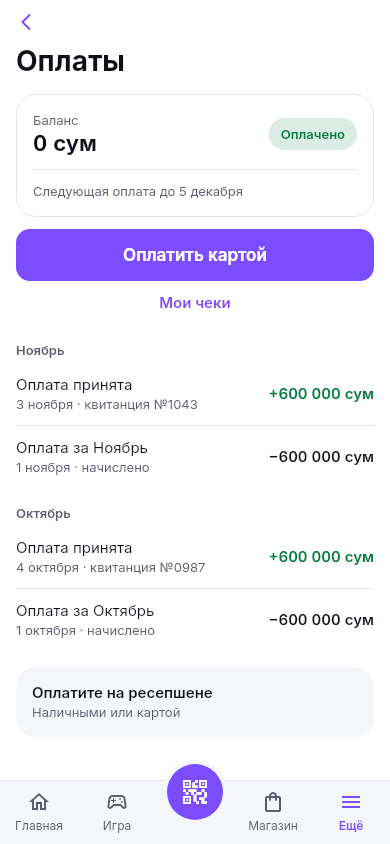 Оплаты
Баланс
0 сум
Оплачено
Следующая оплата до 5 декабря
Оплатить картой
Мои чеки
Ноябрь
Оплата принята
+600 000 сум
3 ноября · квитанция №1043
Оплата за Ноябрь
−600 000 сум
1 ноября · начислено
Октябрь
Оплата принята
+600 000 сум
4 октября · квитанция №0987
Оплата за Октябрь
−600 000 сум
1 октября · начислено
Оплатите на ресепшене
Наличными или картой
Главная
Игра
Магазин
Ещё